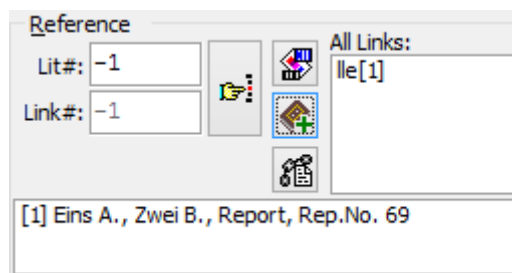 Reference
Lit#: -1
All Links:
lle[1]
Link#: -1
[1] Eins A., Zwei B., Report, Rep.No. 69